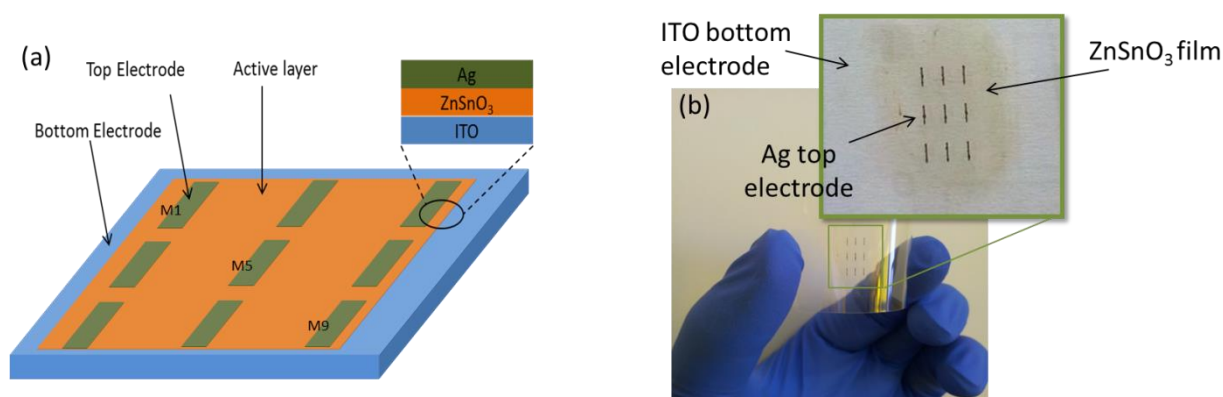 (a)
Top Electrode
Active layer
Bottom Electrode
Ag
ZnSnO₃
ITO
M1
M5
M9
(b)
ITO bottom
electrode
ZnSnO₃ film
Ag top
electrode